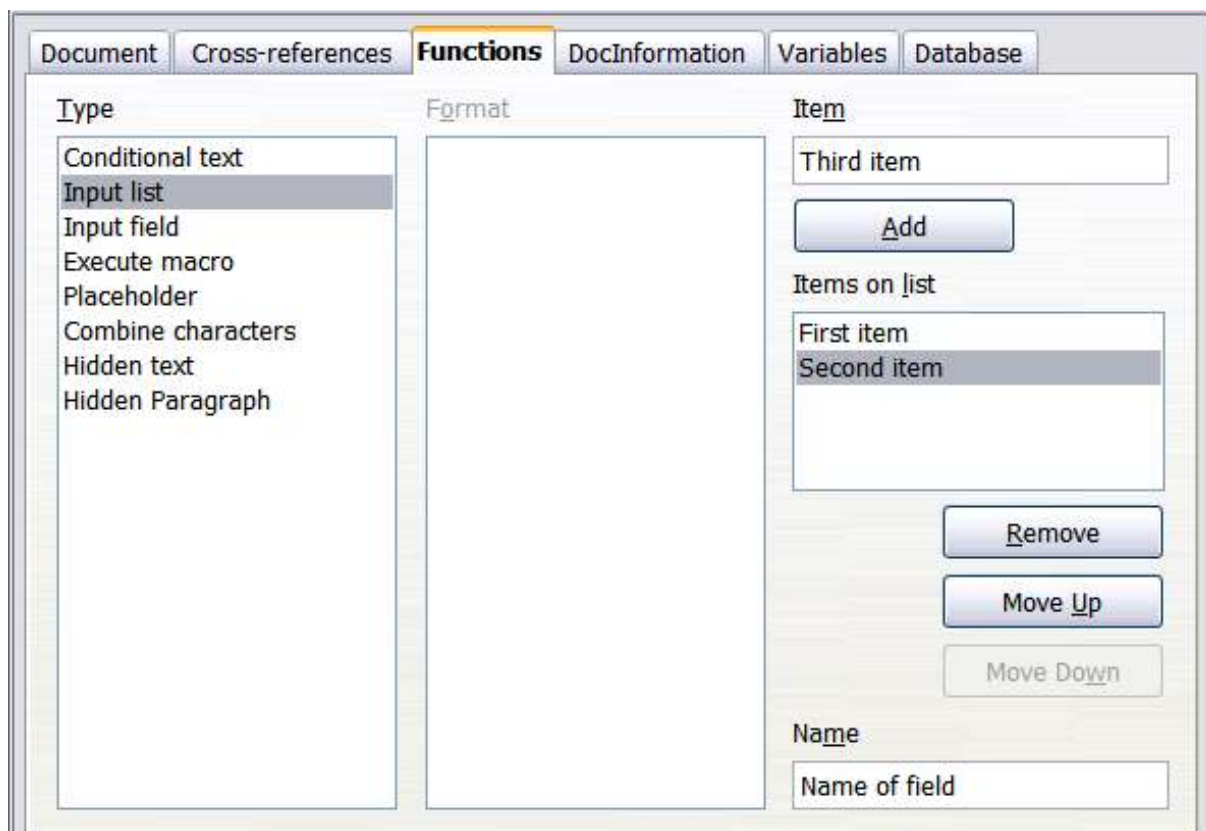 Document Cross-references Functions DocInformation Variables Database
Type
Conditional text
Input list
Input field
Execute macro
Placeholder
Combine characters
Hidden text
Hidden Paragraph
Format
Item
Third item
Add
Items on list
First item
Second item
Remove
Move Up
Move Down
Name
Name of field